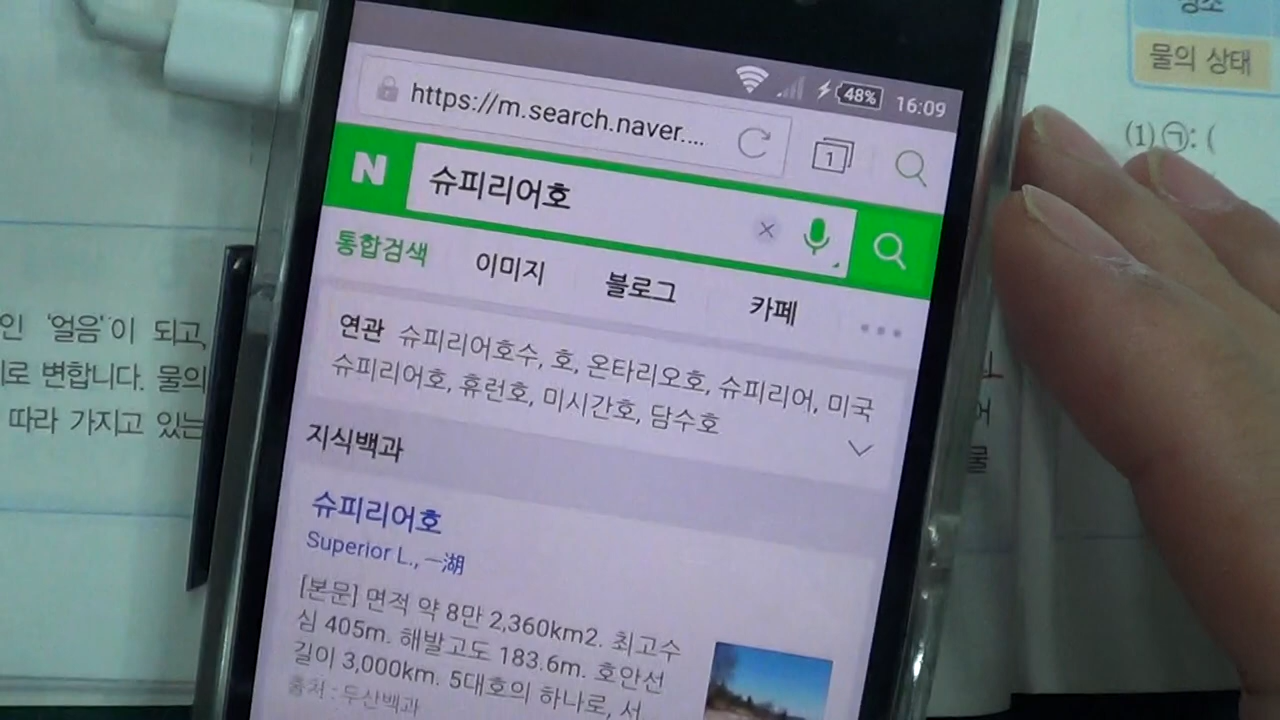 48% 16:09
https://m.search.naver....
1
N 슈피리어호
통합검색 이미지 블로그 카페
연관 슈피리어호수, 호, 온타리오호, 슈피리어, 미국
슈피리어호, 휴런호, 미시간호, 담수호
지식백과
슈피리어호
Superior L., 一湖
[본문] 면적 약 8만 2,360km2. 최고수
심 405m. 해발고도 183.6m. 호안선
길이 3,000km. 5대호의 하나로, 서
출처 : 두산백과
인 '얼음'이 되고,
로 변합니다. 물의
따라 가지고 있는
물의 상태
(1) ㉠: (
어
물